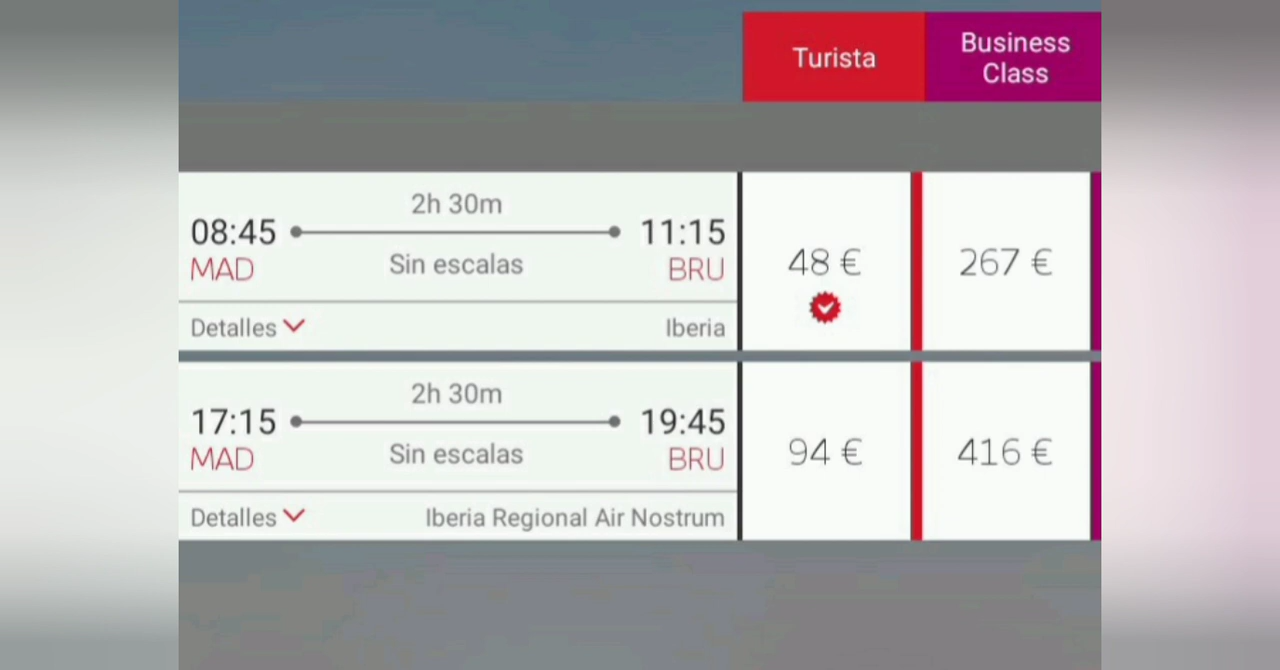 Turista
Business
Class
2h 30m
08:45 11:15
MAD Sin escalas BRU
48 € 267 €
Detalles Iberia
2h 30m
17:15 19:45
MAD Sin escalas BRU
94 € 416 €
Detalles Iberia Regional Air Nostrum